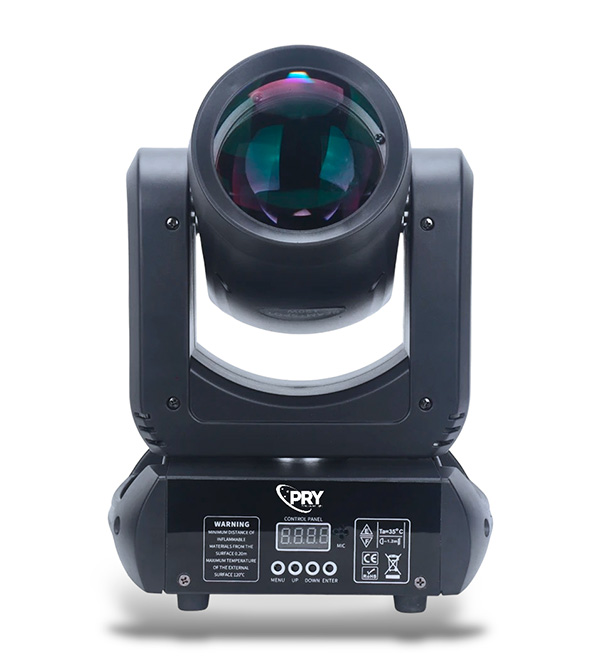 PRY
CONTROL PANEL
8.8.8.8.
MIC
MENU UP DOWN ENTER
WARNING
MINIMUM DISTANCE OF
INFLAMMABLE
MATERIALS FROM THE
SURFACE 0.20m
MAXIMUM TEMPERATURE
OF THE EXTERNAL
SURFACE 120°C
Ta=35°C
CE
RoHS